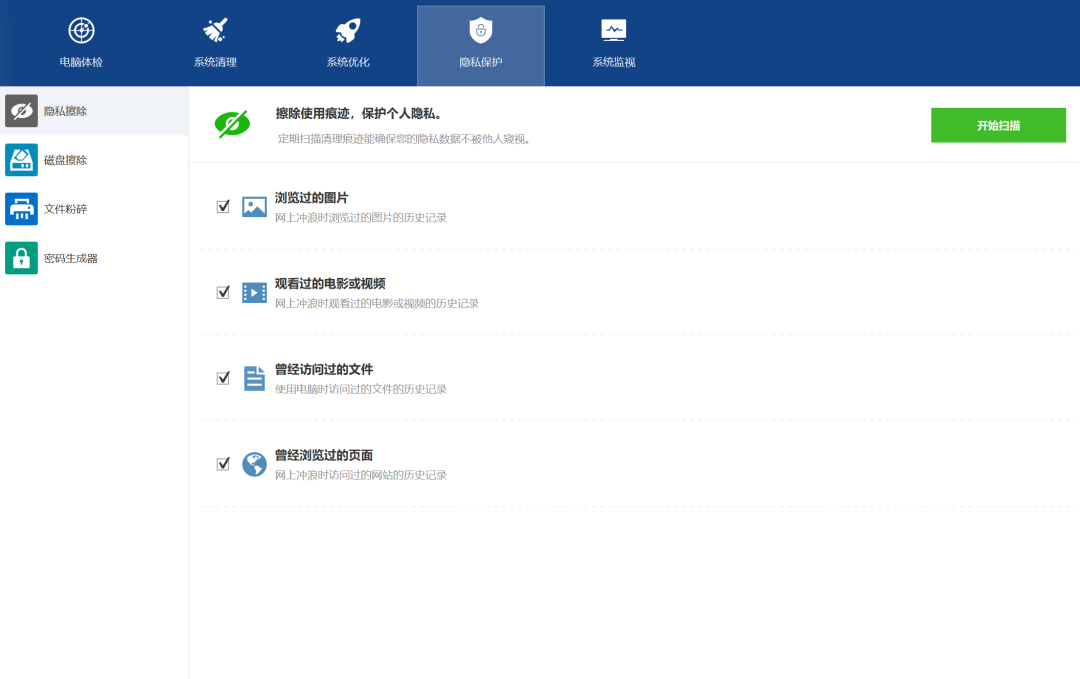 电脑体检
系统清理
系统优化
隐私保护
系统监视
隐私擦除
磁盘擦除
文件粉碎
密码生成器
擦除使用痕迹，保护个人隐私。
定期扫描清理痕迹能确保您的隐私数据不被他人窥视。
开始扫描
浏览过的图片
网上冲浪时浏览过的图片的历史记录
观看过的电影或视频
网上冲浪时观看过的电影或视频的历史记录
曾经访问过的文件
使用电脑时访问过的文件的历史记录
曾经浏览过的页面
网上冲浪时访问过的网站的历史记录